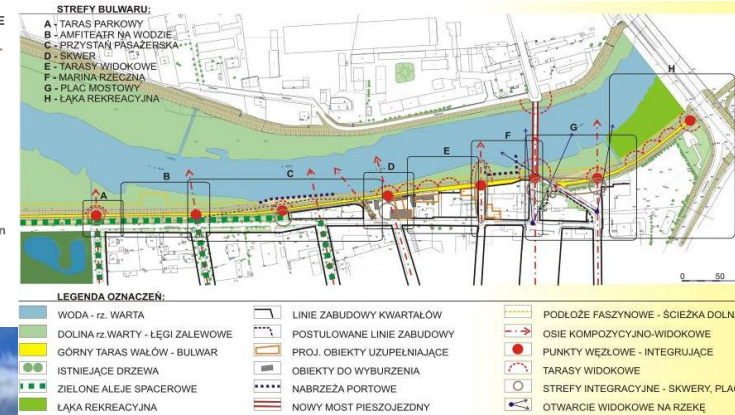 STREFY BULWARU:
A - TARAS PARKOWY
B - AMFITEATR NA WODZIE
C - PRZYSTAŃ PASAŻERSKA
D - SKWER
E - TARASY WIDOKOWE
F - MARINA RZECZNA
G - PLAC MOSTOWY
H - ŁĄKA REKREACYJNA
A
B
C
D
E
F
G
H
0 50
LEGENDA OZNACZEŃ:
WODA - rz. WARTA
DOLINA rz.WARTY - ŁĘGI ZALEWOWE
GÓRNY TARAS WAŁÓW - BULWAR
ISTNIEJĄCE DRZEWA
ZIELONE ALEJE SPACEROWE
ŁĄKA REKREACYJNA
LINIE ZABUDOWY KWARTAŁÓW
POSTULOWANE LINIE ZABUDOWY
PROJ. OBIEKTY UZUPEŁNIAJĄCE
OBIEKTY DO WYBURZENIA
NABRZEŻA PORTOWE
NOWY MOST PIESZOJEZDNY
PODŁOŻE FASZYNOWE - ŚCIEŻKA DOLN
OSIE KOMPOZYCYJNO-WIDOKOWE
PUNKTY WĘZŁOWE - INTEGRUJĄCE
TARASY WIDOKOWE
STREFY INTEGRACYJNE - SKWERY, PLAC
OTWARCIE WIDOKOWE NA RZEKĘ